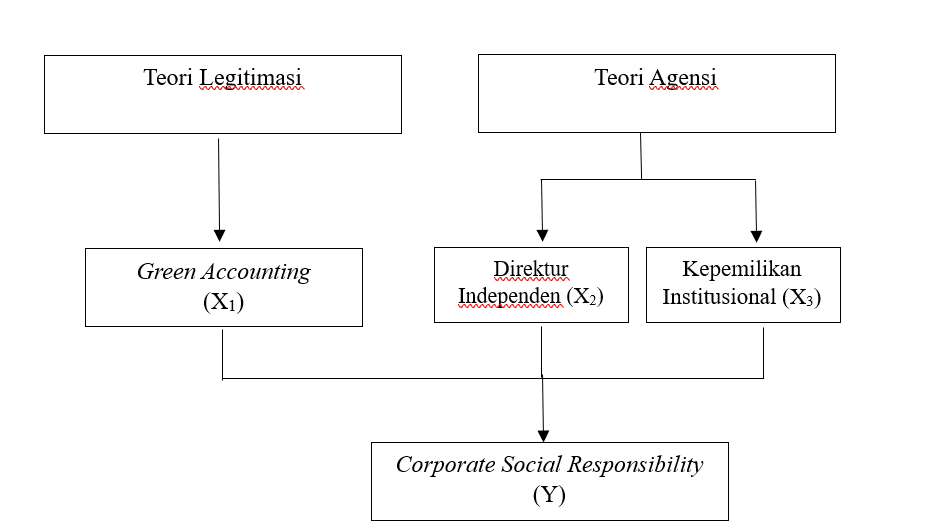 Teori Legitimasi
Teori Agensi
Green Accounting
(X₁)
Direktur
Independen (X₂)
Kepemilikan
Institusional (X₃)
Corporate Social Responsibility
(Y)